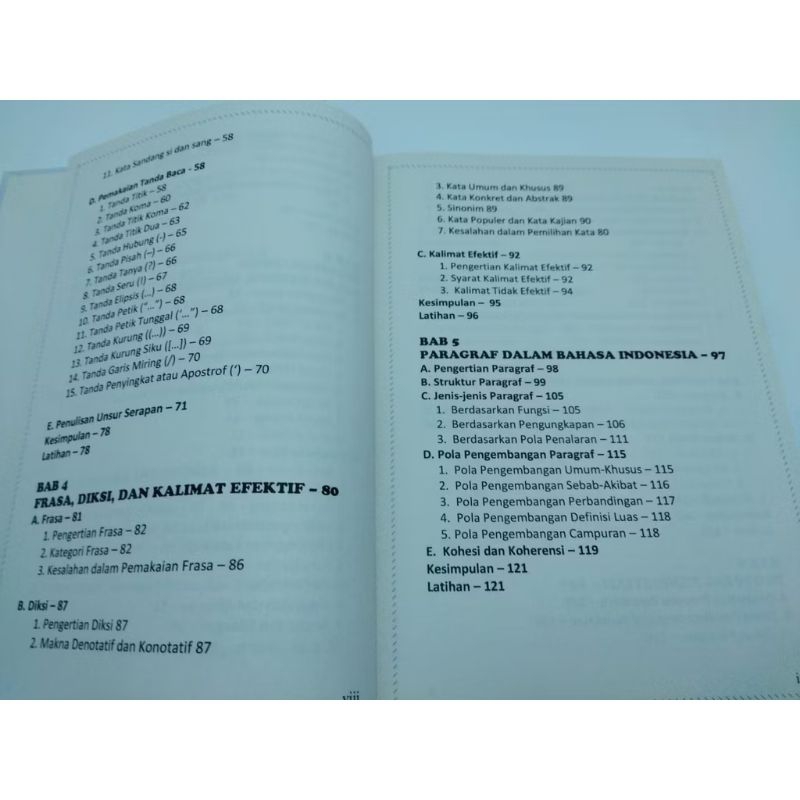 11. Kata Sandang si dan sang – 58
D. Pemakaian Tanda Baca - 58
1. Tanda Titik – 58
2. Tanda Koma – 60
3. Tanda Titik Koma – 62
4. Tanda Titik Dua – 63
5. Tanda Hubung (-) – 65
6. Tanda Pisah (–) – 66
7. Tanda Tanya (?) – 66
8. Tanda Seru (!) – 67
9. Tanda Elipsis (...) – 68
10. Tanda Petik ("...") – 68
11. Tanda Petik Tunggal ('...") – 68
12. Tanda Kurung ((...)) – 69
13. Tanda Kurung Siku ([...]) – 69
14. Tanda Garis Miring (/) – 70
15. Tanda Penyingkat atau Apostrof (') – 70
E. Penulisan Unsur Serapan – 71
Kesimpulan – 78
Latihan – 78
BAB 4
FRASA, DIKSI, DAN KALIMAT EFEKTIF – 80
A. Frasa – 81
1. Pengertian Frasa – 82
2. Kategori Frasa – 82
3. Kesalahan dalam Pemakaian Frasa – 86
B. Diksi – 87
1. Pengertian Diksi 87
2. Makna Denotatif dan Konotatif 87
viii
3. Kata Umum dan Khusus 89
4. Kata Konkret dan Abstrak 89
5. Sinonim 89
6. Kata Populer dan Kata Kajian 90
7. Kesalahan dalam Pemilihan Kata 80
C. Kalimat Efektif – 92
1. Pengertian Kalimat Efektif – 92
2. Syarat Kalimat Efektif – 92
3. Kalimat Tidak Efektif – 94
Kesimpulan – 95
Latihan – 96
BAB 5
PARAGRAF DALAM BAHASA INDONESIA – 97
A. Pengertian Paragraf – 98
B. Struktur Paragraf – 99
C. Jenis-jenis Paragraf – 105
1. Berdasarkan Fungsi – 105
2. Berdasarkan Pengungkapan – 106
3. Berdasarkan Pola Penalaran – 111
D. Pola Pengembangan Paragraf – 115
1. Pola Pengembangan Umum-Khusus – 115
2. Pola Pengembangan Sebab-Akibat – 116
3. Pola Pengembangan Perbandingan – 117
4. Pola Pengembangan Definisi Luas – 118
5. Pola Pengembangan Campuran – 118
E. Kohesi dan Koherensi – 119
Kesimpulan – 121
Latihan – 121